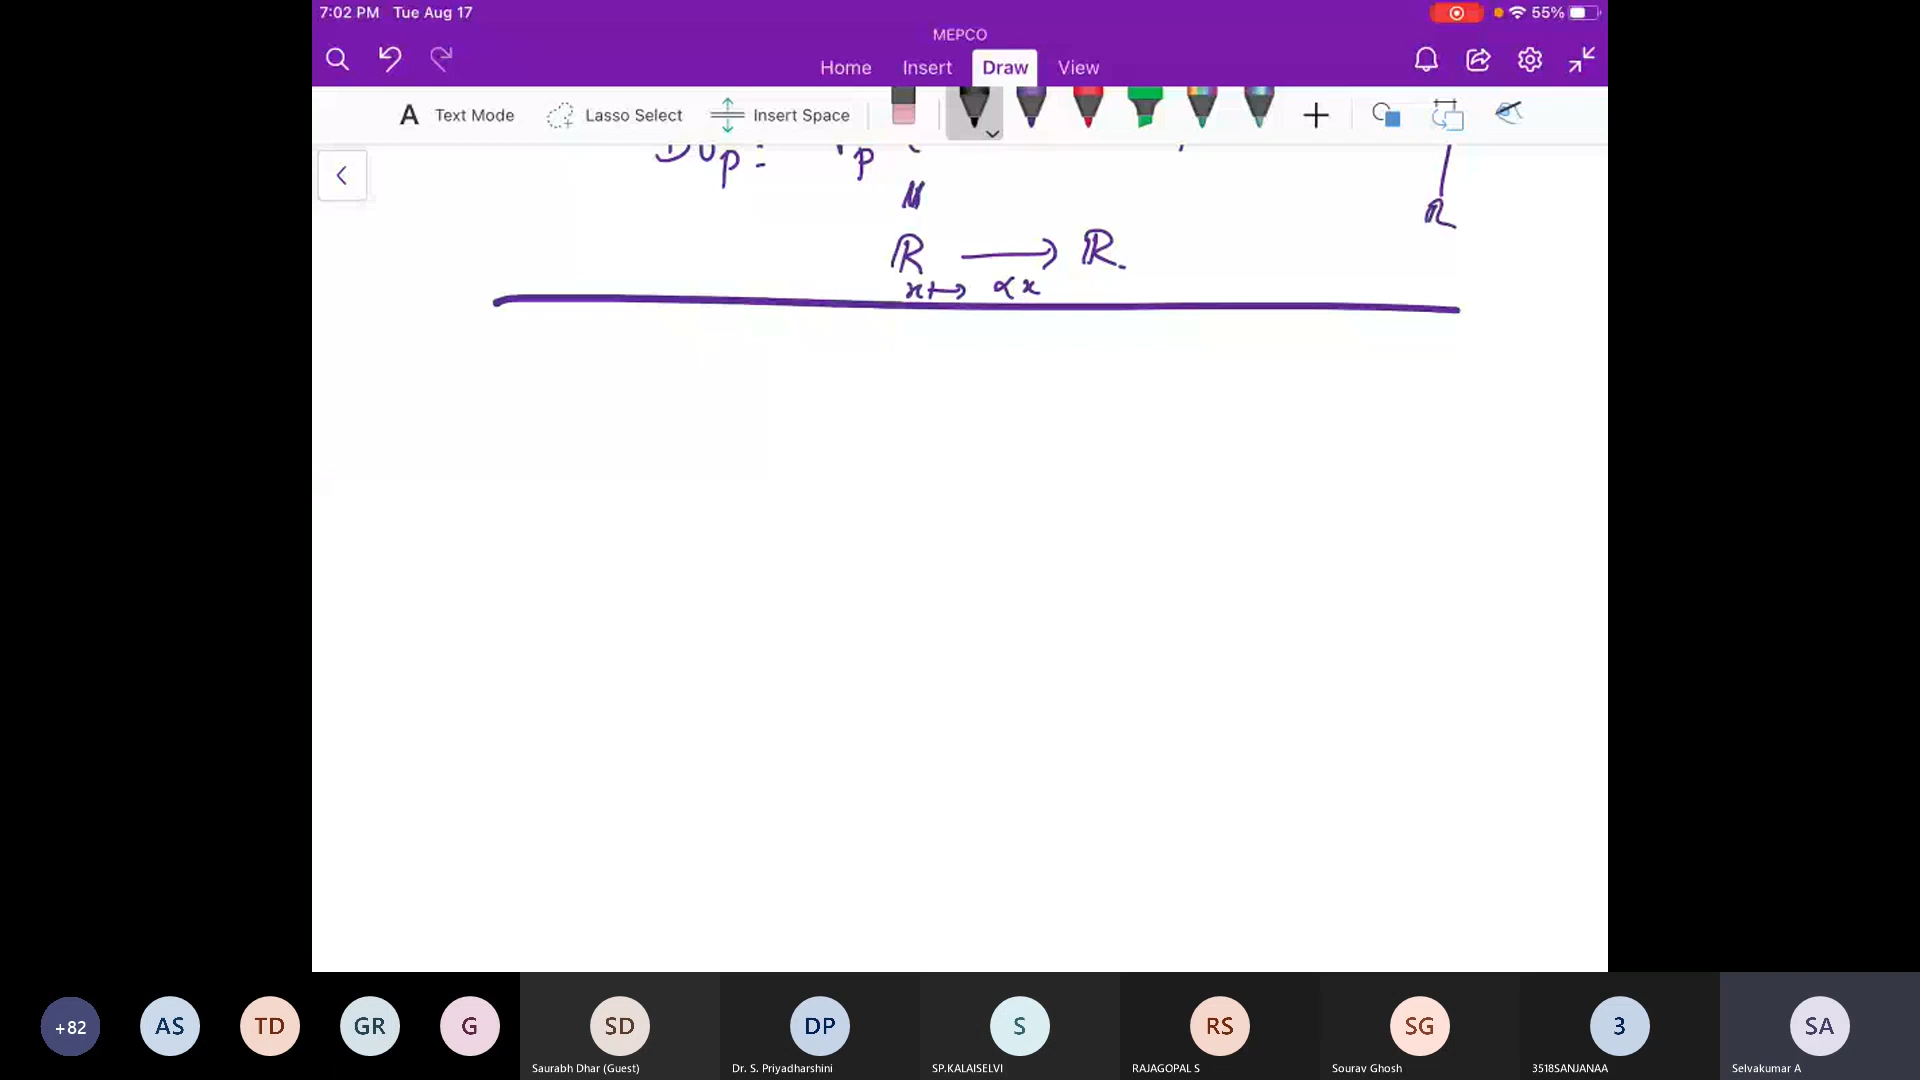 7:02 PM Tue Aug 17
55%
MEPCO
Home Insert Draw View
A Text Mode Lasso Select Insert Space
p : p
R
ℝ ⟶ ℝ.
x ↦ αx
+82 AS TD GR G SD DP S RS SG 3 SA
Saurabh Dhar (Guest) Dr. S. Priyadharshini SP.KALAISELVI RAJAGOPAL S Sourav Ghosh 3518SANJANAA Selvakumar A